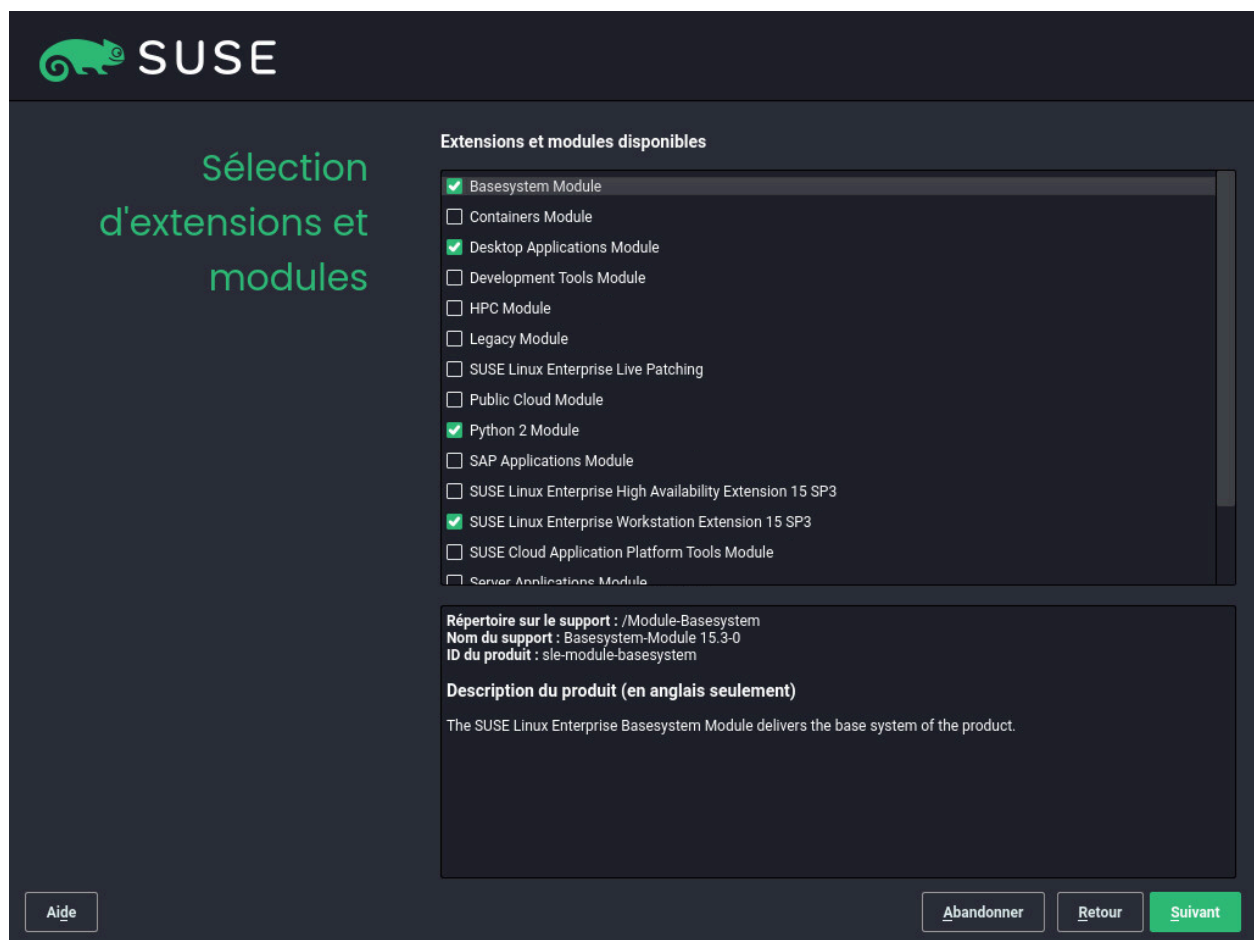 SUSE
Sélection
d'extensions et
modules
Extensions et modules disponibles
Basesystem Module
Containers Module
Desktop Applications Module
Development Tools Module
HPC Module
Legacy Module
SUSE Linux Enterprise Live Patching
Public Cloud Module
Python 2 Module
SAP Applications Module
SUSE Linux Enterprise High Availability Extension 15 SP3
SUSE Linux Enterprise Workstation Extension 15 SP3
SUSE Cloud Application Platform Tools Module
Server Applications Module
Répertoire sur le support : /Module-Basesystem
Nom du support : Basesystem-Module 15.3-0
ID du produit : sle-module-basesystem
Description du produit (en anglais seulement)
The SUSE Linux Enterprise Basesystem Module delivers the base system of the product.
Aide
Abandonner
Retour
Suivant